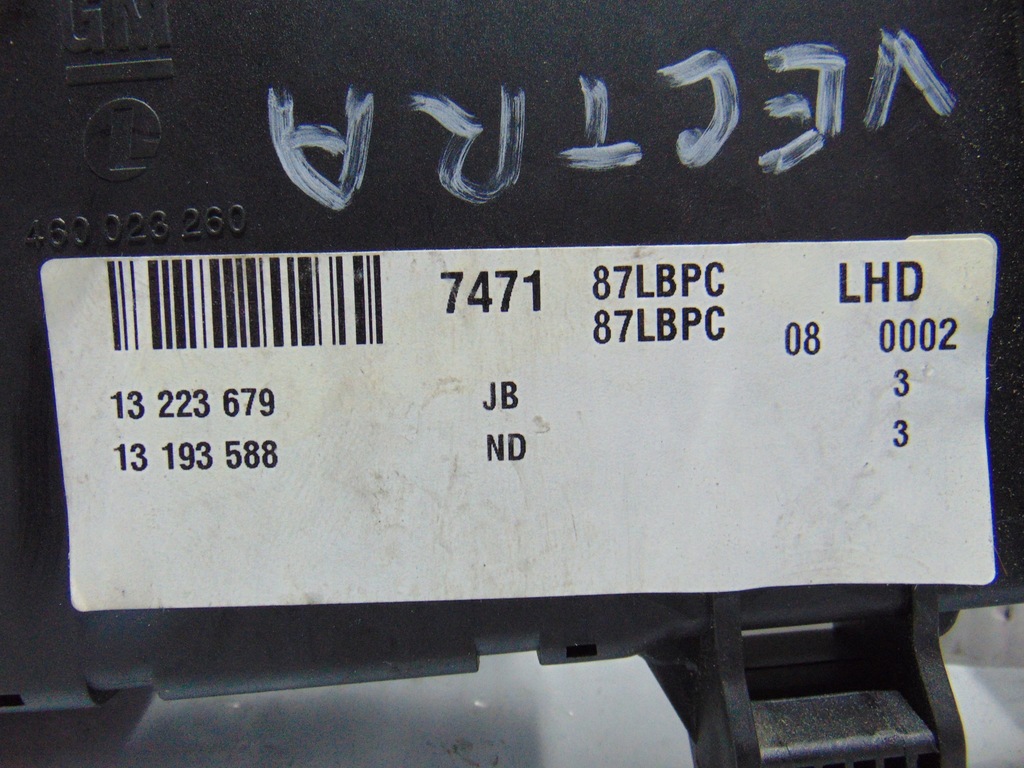 GM
VECTRA
460 023 260
7471 87LBPC LHD
87LBPC 08 0002
13 223 679 JB 3
13 193 588 ND 3